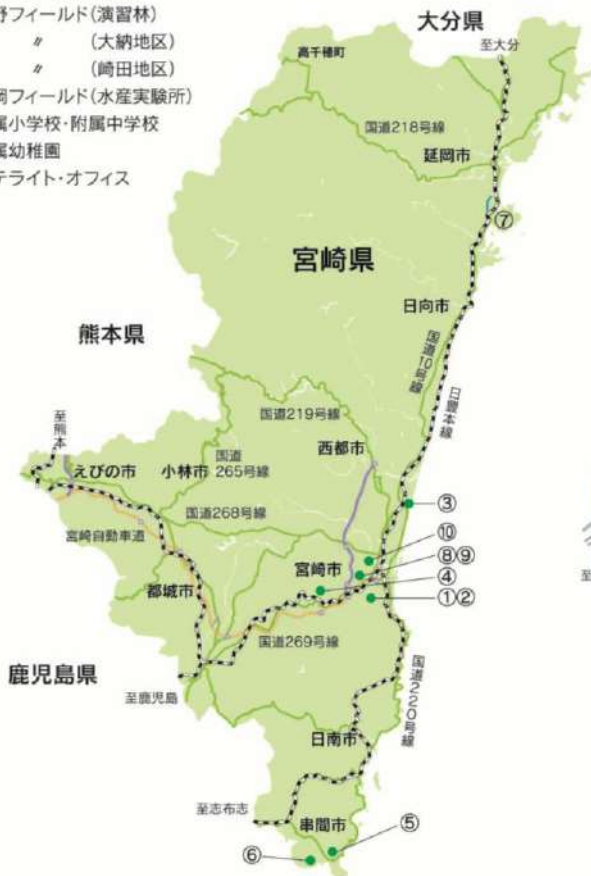 野フィールド(演習林)
〃 (大納地区)
〃 (崎田地区)
岡フィールド(水産実験所)
属小学校・附属中学校
属幼稚園
テライト・オフィス
大分県
至大分
高千穂町
国道218号線
延岡市
⑦
宮崎県
日向市
国道10号線
日豊本線
熊本県
国道219号線
至熊本
西都市
えびの市
小林市
国道
265号線
国道268号線
③
宮崎自動車道
⑩
宮崎市
⑧⑨
④
都城市
①②
国道269号線
鹿児島県
至鹿児島
国道220号線
日南市
至志布志
串間市
⑤
⑥
至